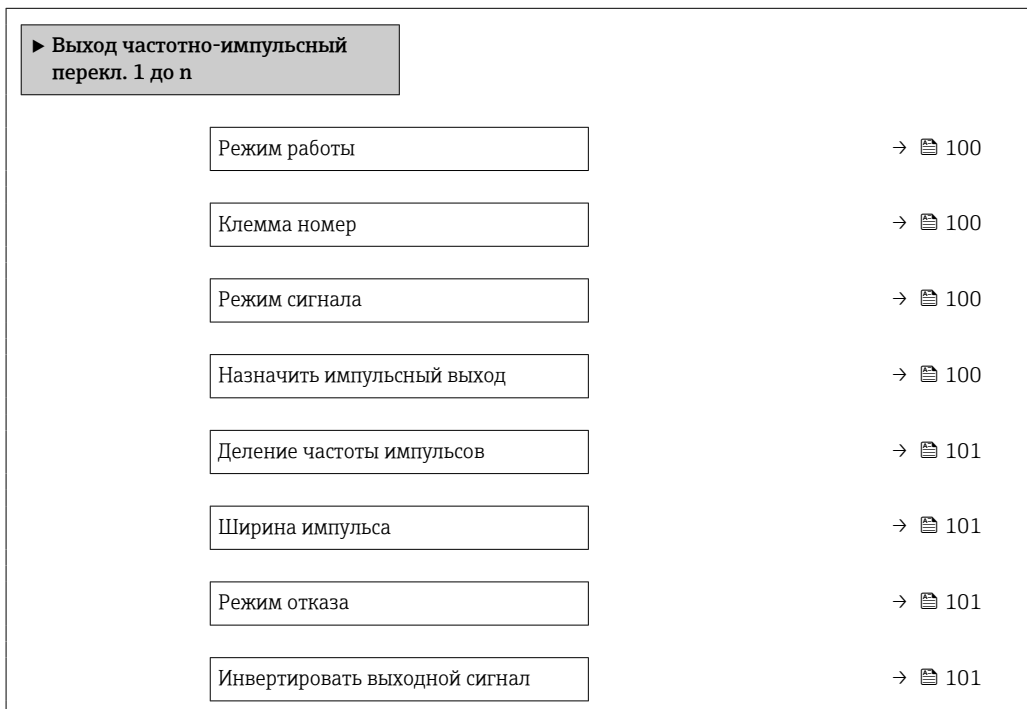 ► Выход частотно-импульсный
перекл. 1 до n
Режим работы → 100
Клемма номер → 100
Режим сигнала → 100
Назначить импульсный выход → 100
Деление частоты импульсов → 101
Ширина импульса → 101
Режим отказа → 101
Инвертировать выходной сигнал → 101